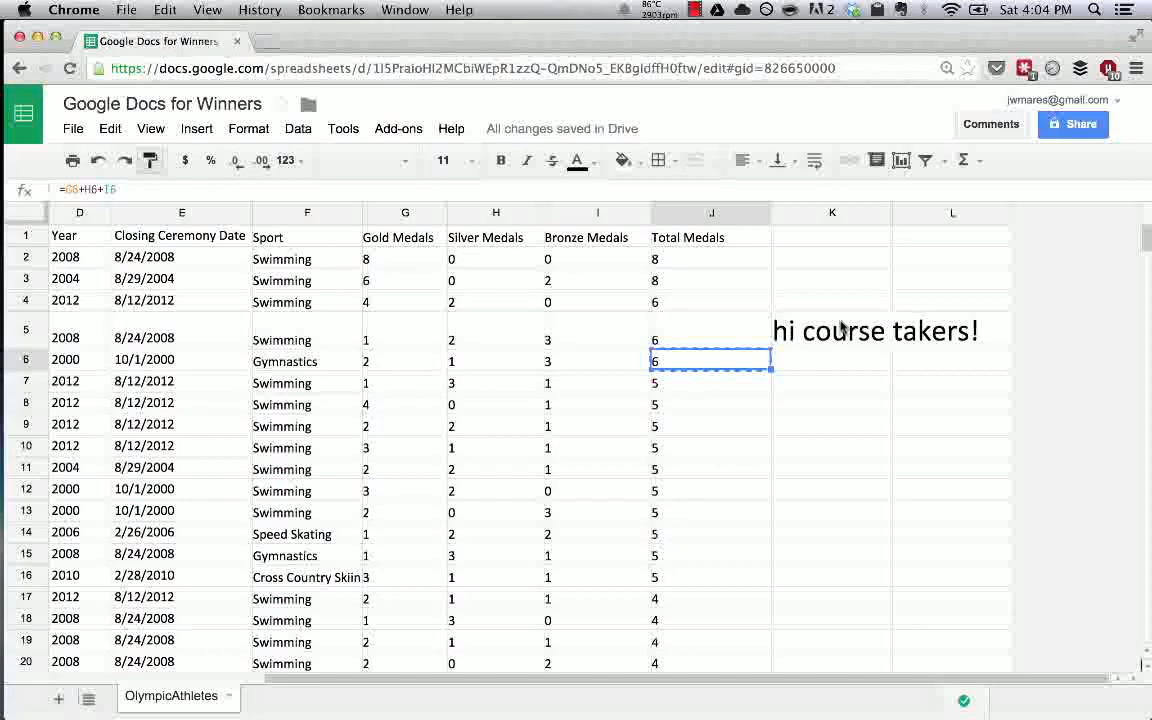 Chrome File Edit View History Bookmarks Window Help 86°C 2903rpm 2 Sat 4:04 PM
Google Docs for Winners
https://docs.google.com/spreadsheets/d/1I5PraIoHI2MCbiWEpR1zzQ-QmDNo5_EKBgIdffH0ftw/edit#gid=826650000 1 10
Google Docs for Winners jwmares@gmail.com
File Edit View Insert Format Data Tools Add-ons Help All changes saved in Drive Comments Share
$ % .0 .00 123 11 B I S A Σ
fx =G6+H6+I6
D E F G H I J K L
1 Year Closing Ceremony Date Sport Gold Medals Silver Medals Bronze Medals Total Medals
2 2008 8/24/2008 Swimming 8 0 0 8
3 2004 8/29/2004 Swimming 6 0 2 8
4 2012 8/12/2012 Swimming 4 2 0 6
5 2008 8/24/2008 Swimming 1 2 3 6 hi course takers!
6 2000 10/1/2000 Gymnastics 2 1 3 6
7 2012 8/12/2012 Swimming 1 3 1 5
8 2012 8/12/2012 Swimming 4 0 1 5
9 2012 8/12/2012 Swimming 2 2 1 5
10 2012 8/12/2012 Swimming 3 1 1 5
11 2004 8/29/2004 Swimming 2 2 1 5
12 2000 10/1/2000 Swimming 3 2 0 5
13 2000 10/1/2000 Swimming 2 0 3 5
14 2006 2/26/2006 Speed Skating 1 2 2 5
15 2008 8/24/2008 Gymnastics 1 3 1 5
16 2010 2/28/2010 Cross Country Skiin 3 1 1 5
17 2012 8/12/2012 Swimming 2 1 1 4
18 2008 8/24/2008 Swimming 1 3 0 4
19 2008 8/24/2008 Swimming 2 1 1 4
20 2008 8/24/2008 Swimming 2 0 2 4
OlympicAthletes